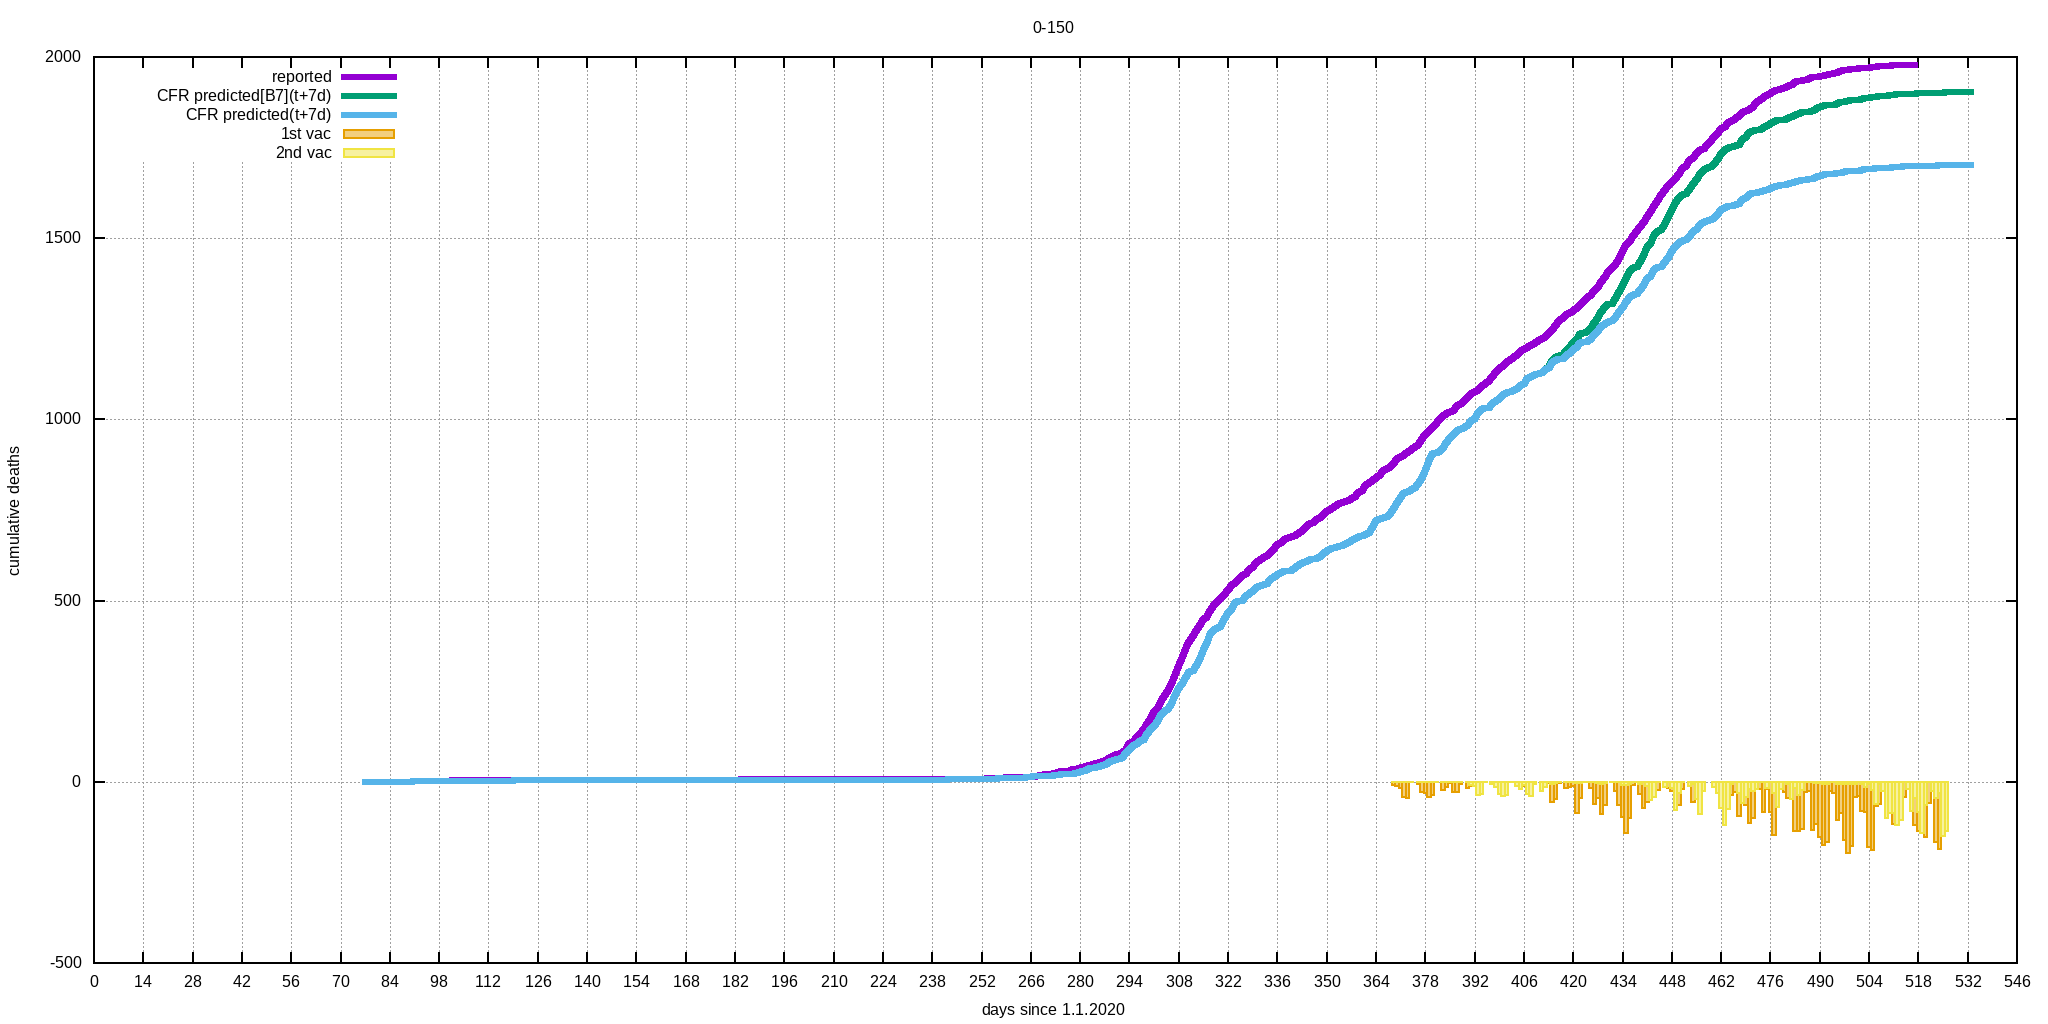 0-150
2000
1500
1000
500
0
-500
cumulative deaths
reported
CFR predicted[B7](t+7d)
CFR predicted(t+7d)
1st vac
2nd vac
0 14 28 42 56 70 84 98 112 126 140 154 168 182 196 210 224 238 252 266 280 294 308 322 336 350 364 378 392 406 420 434 448 462 476 490 504 518 532 546
days since 1.1.2020